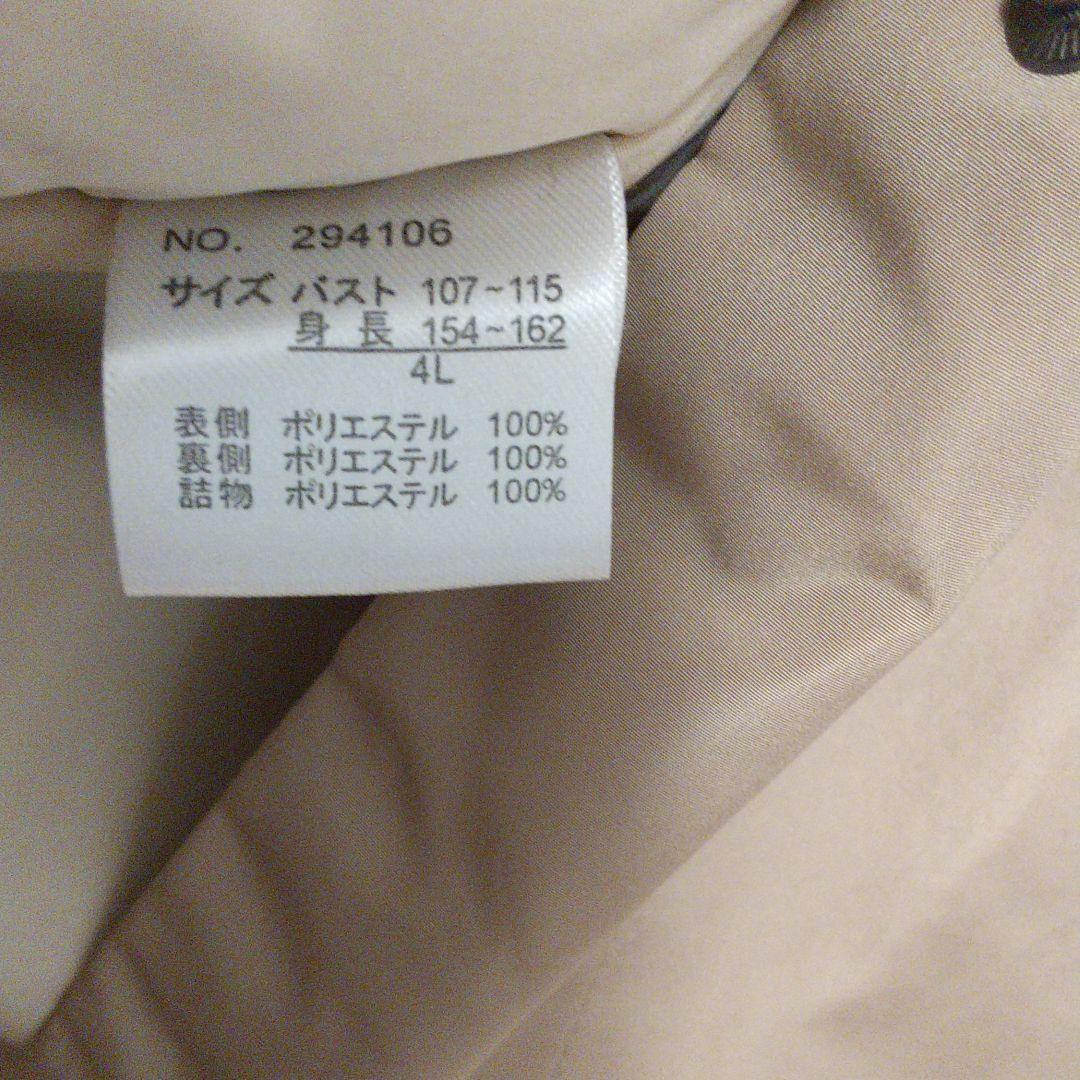 NO. 294106
サイズ バスト 107~115
身長 154~162
4L
表側 ポリエステル 100%
裏側 ポリエステル 100%
詰物 ポリエステル 100%